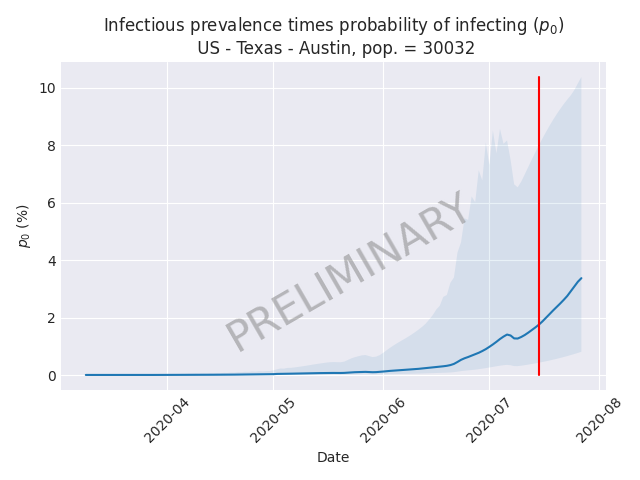 Infectious prevalence times probability of infecting (p₀)
US - Texas - Austin, pop. = 30032
10
8
6
4
2
0
p₀ (%)
PRELIMINARY
2020-04
2020-05
2020-06
2020-07
2020-08
Date